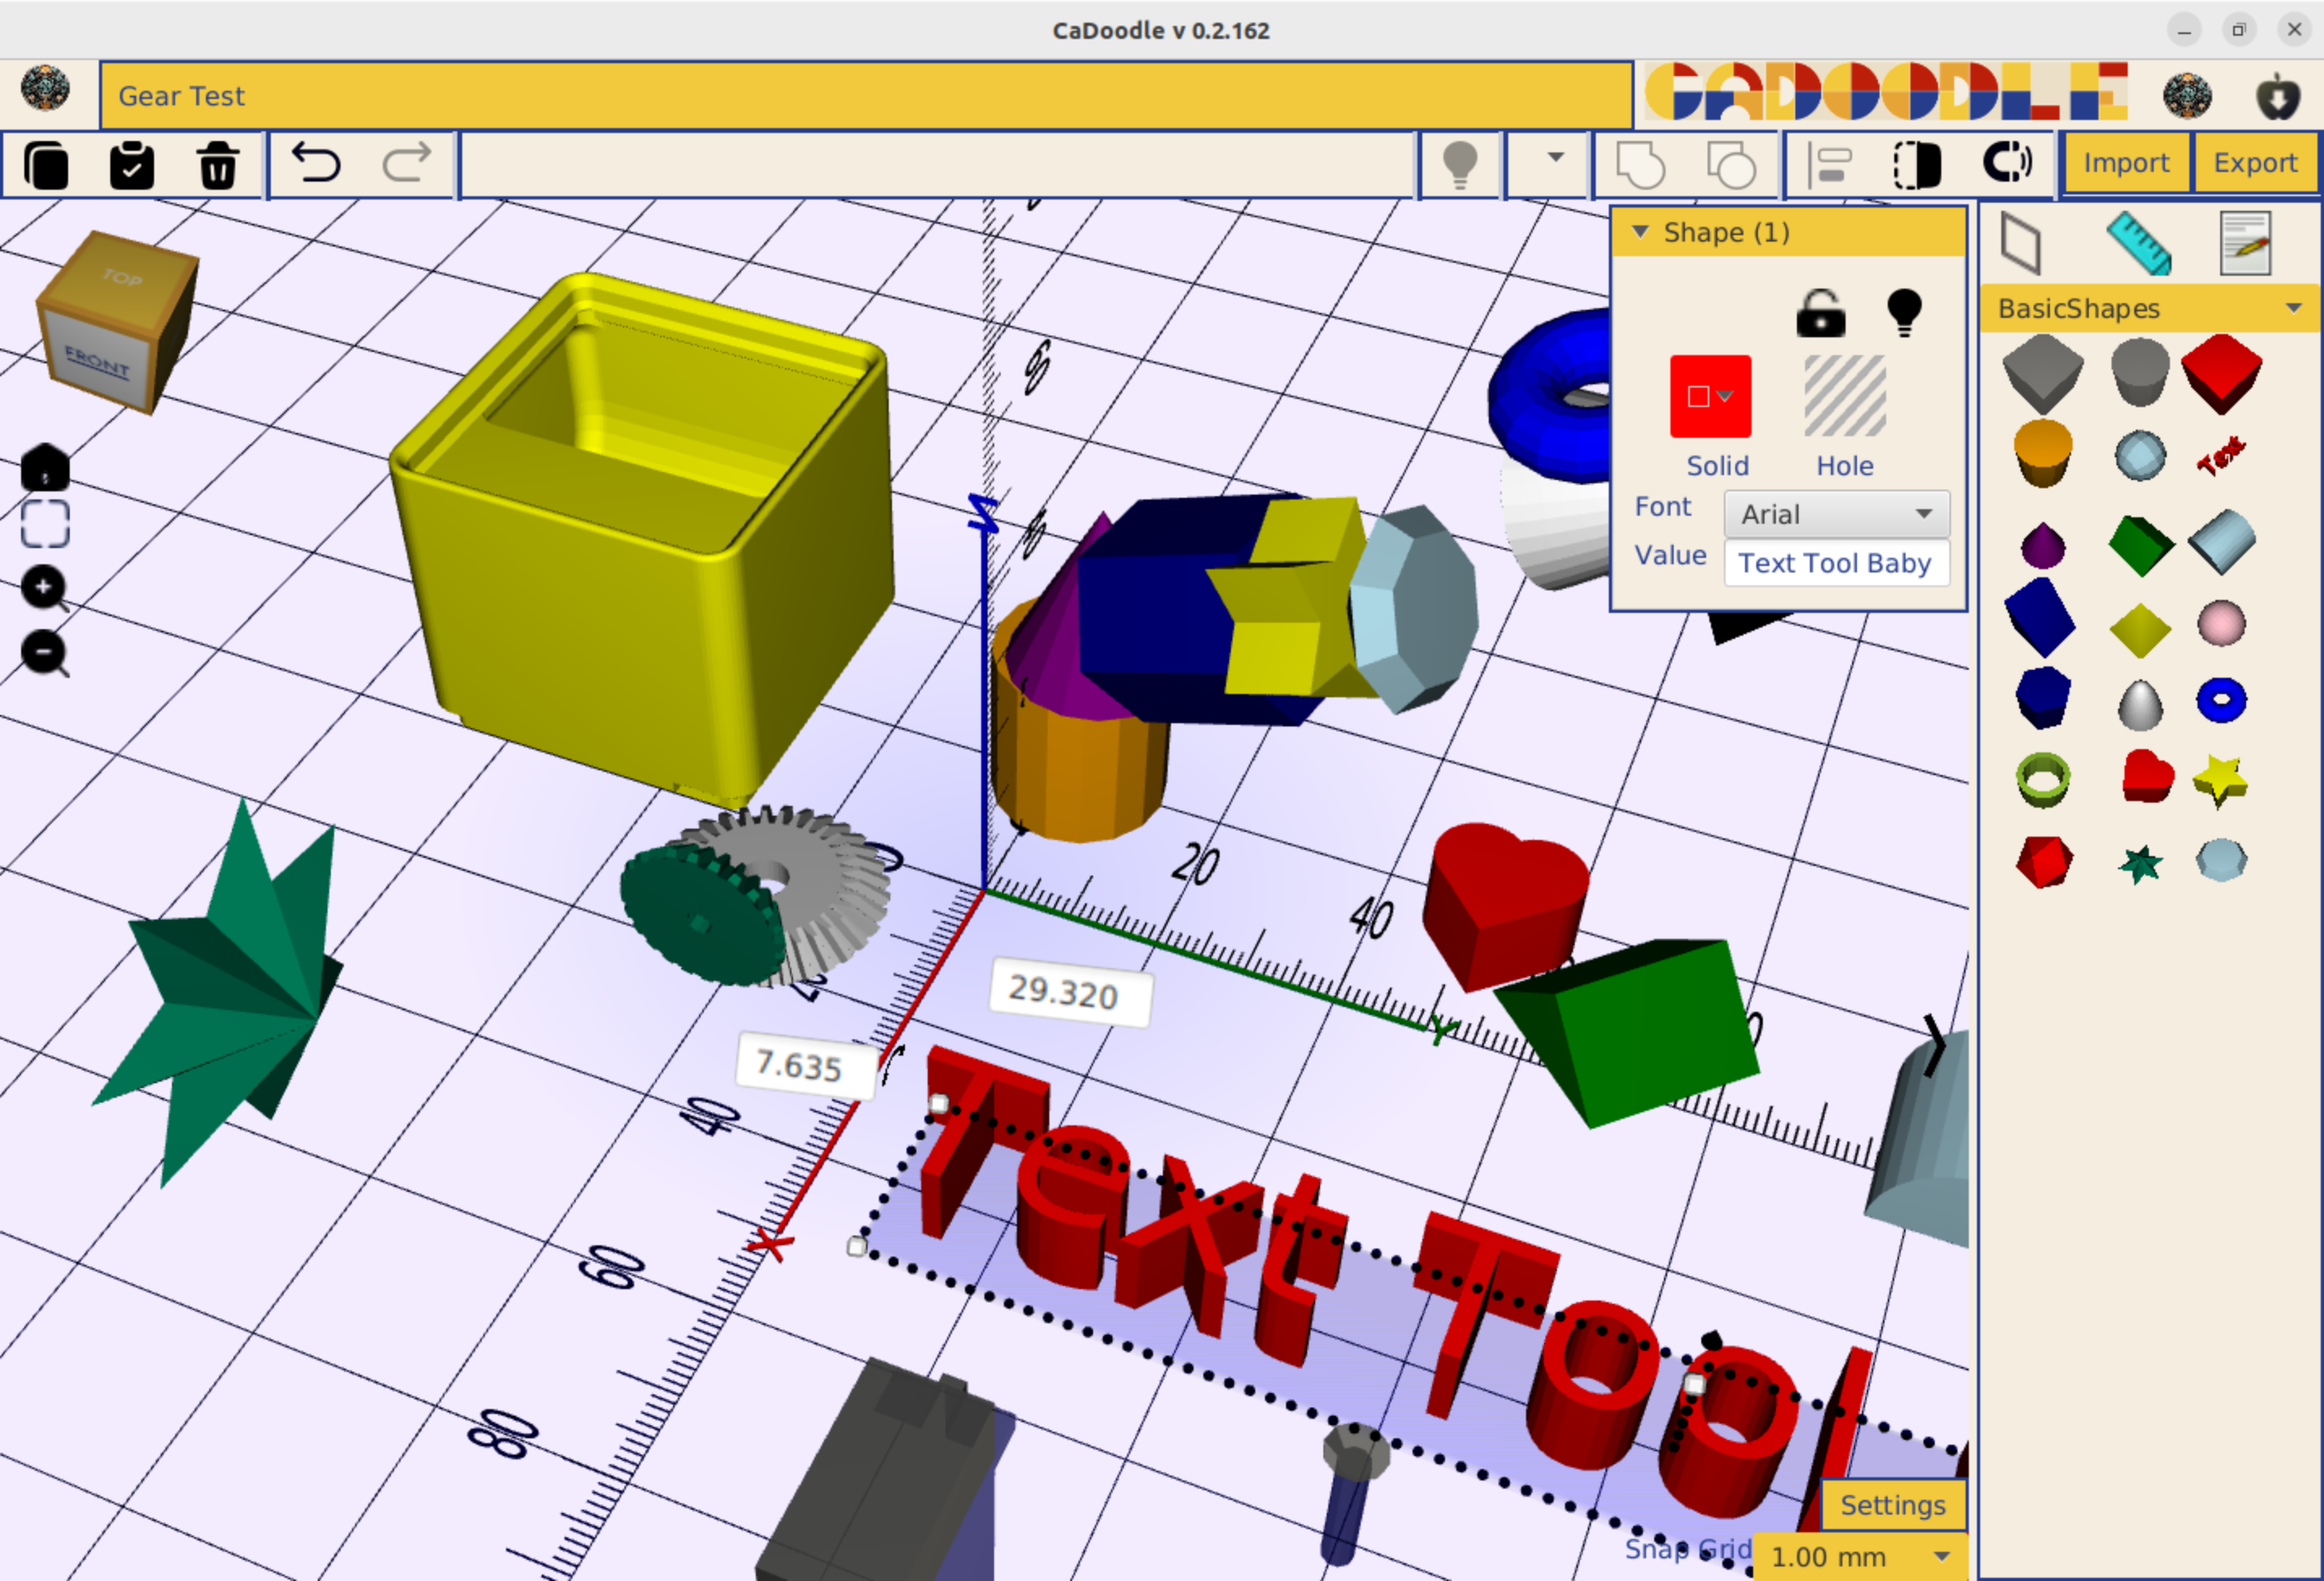 CaDoodle v 0.2.162
Gear Test
CADOODLE
Import
Export
TOP
FRONT
Shape (1)
Solid
Hole
Font
Arial
Value
Text Tool Baby
BasicShapes
Text
Z
20
40
Y
29.320
7.635
40
X
60
80
Text Tool
Settings
Snap Grid
1.00 mm